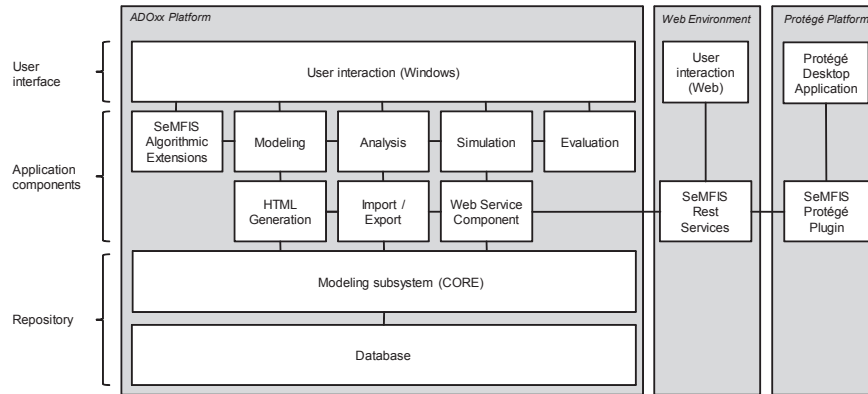 ADOxx Platform
Web Environment
Protégé Platform
User
interface
User interaction (Windows)
User
interaction
(Web)
Protégé
Desktop
Application
Application
components
SeMFIS
Algorithmic
Extensions
Modeling
Analysis
Simulation
Evaluation
HTML
Generation
Import /
Export
Web Service
Component
SeMFIS
Rest
Services
SeMFIS
Protégé
Plugin
Repository
Modeling subsystem (CORE)
Database